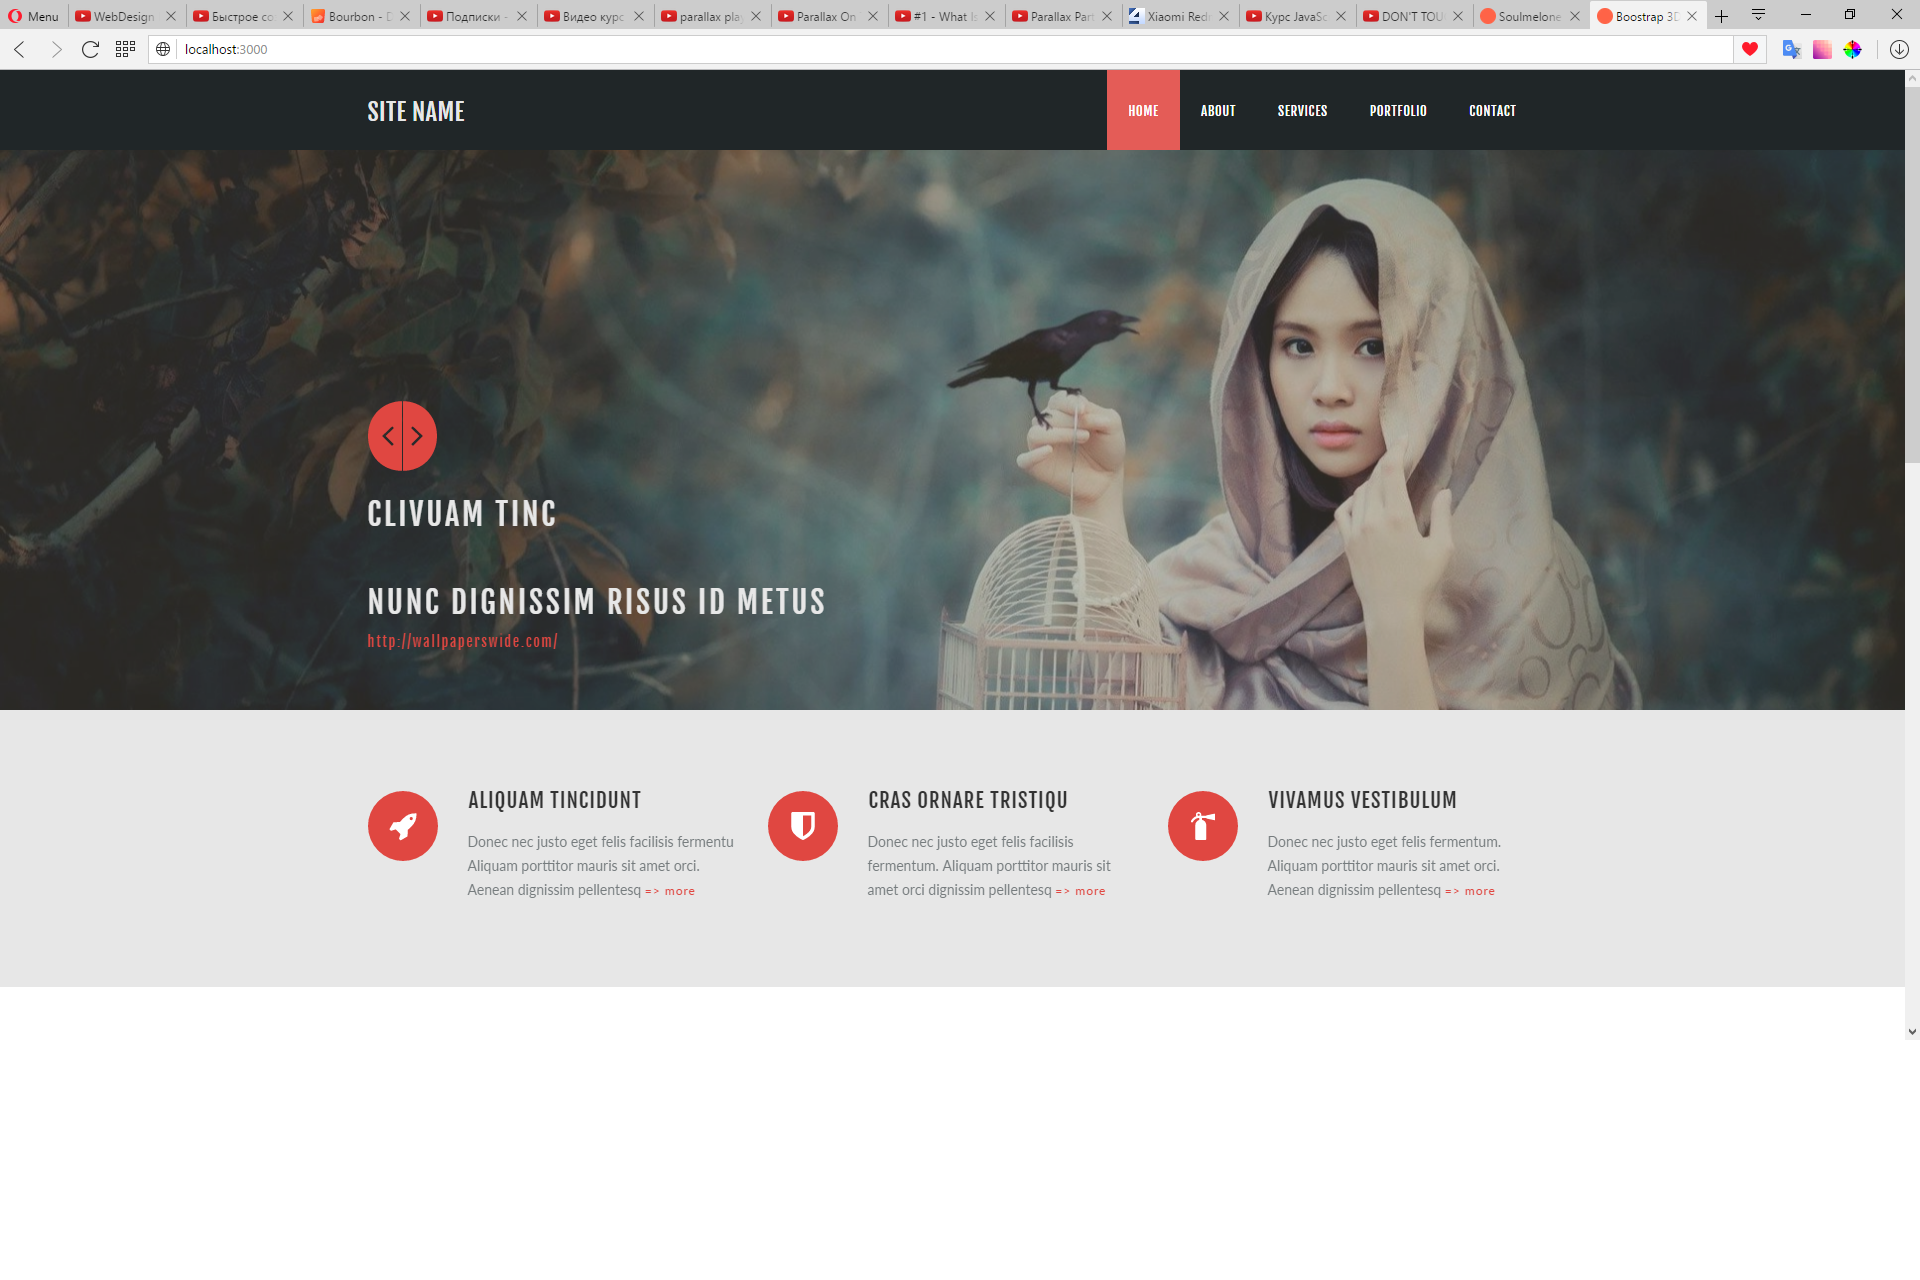 Menu
WebDesign
Быстрое со
Bourbon - D
Подписки -
Видео курс
parallax play
Parallax On
#1 - What Is
Parallax Part
Xiaomi Redr
Курс JavaSc
DON'T TOU
Soulmelone
Boostrap 3D
localhost:3000
SITE NAME
HOME
ABOUT
SERVICES
PORTFOLIO
CONTACT
CLIVUAM TINC
NUNC DIGNISSIM RISUS ID METUS
http://wallpaperswide.com/
ALIQUAM TINCIDUNT
Donec nec justo eget felis facilisis fermentu
Aliquam porttitor mauris sit amet orci.
Aenean dignissim pellentesq => more
CRAS ORNARE TRISTIQU
Donec nec justo eget felis facilisis
fermentum. Aliquam porttitor mauris sit
amet orci dignissim pellentesq => more
VIVAMUS VESTIBULUM
Donec nec justo eget felis fermentum.
Aliquam porttitor mauris sit amet orci.
Aenean dignissim pellentesq => more